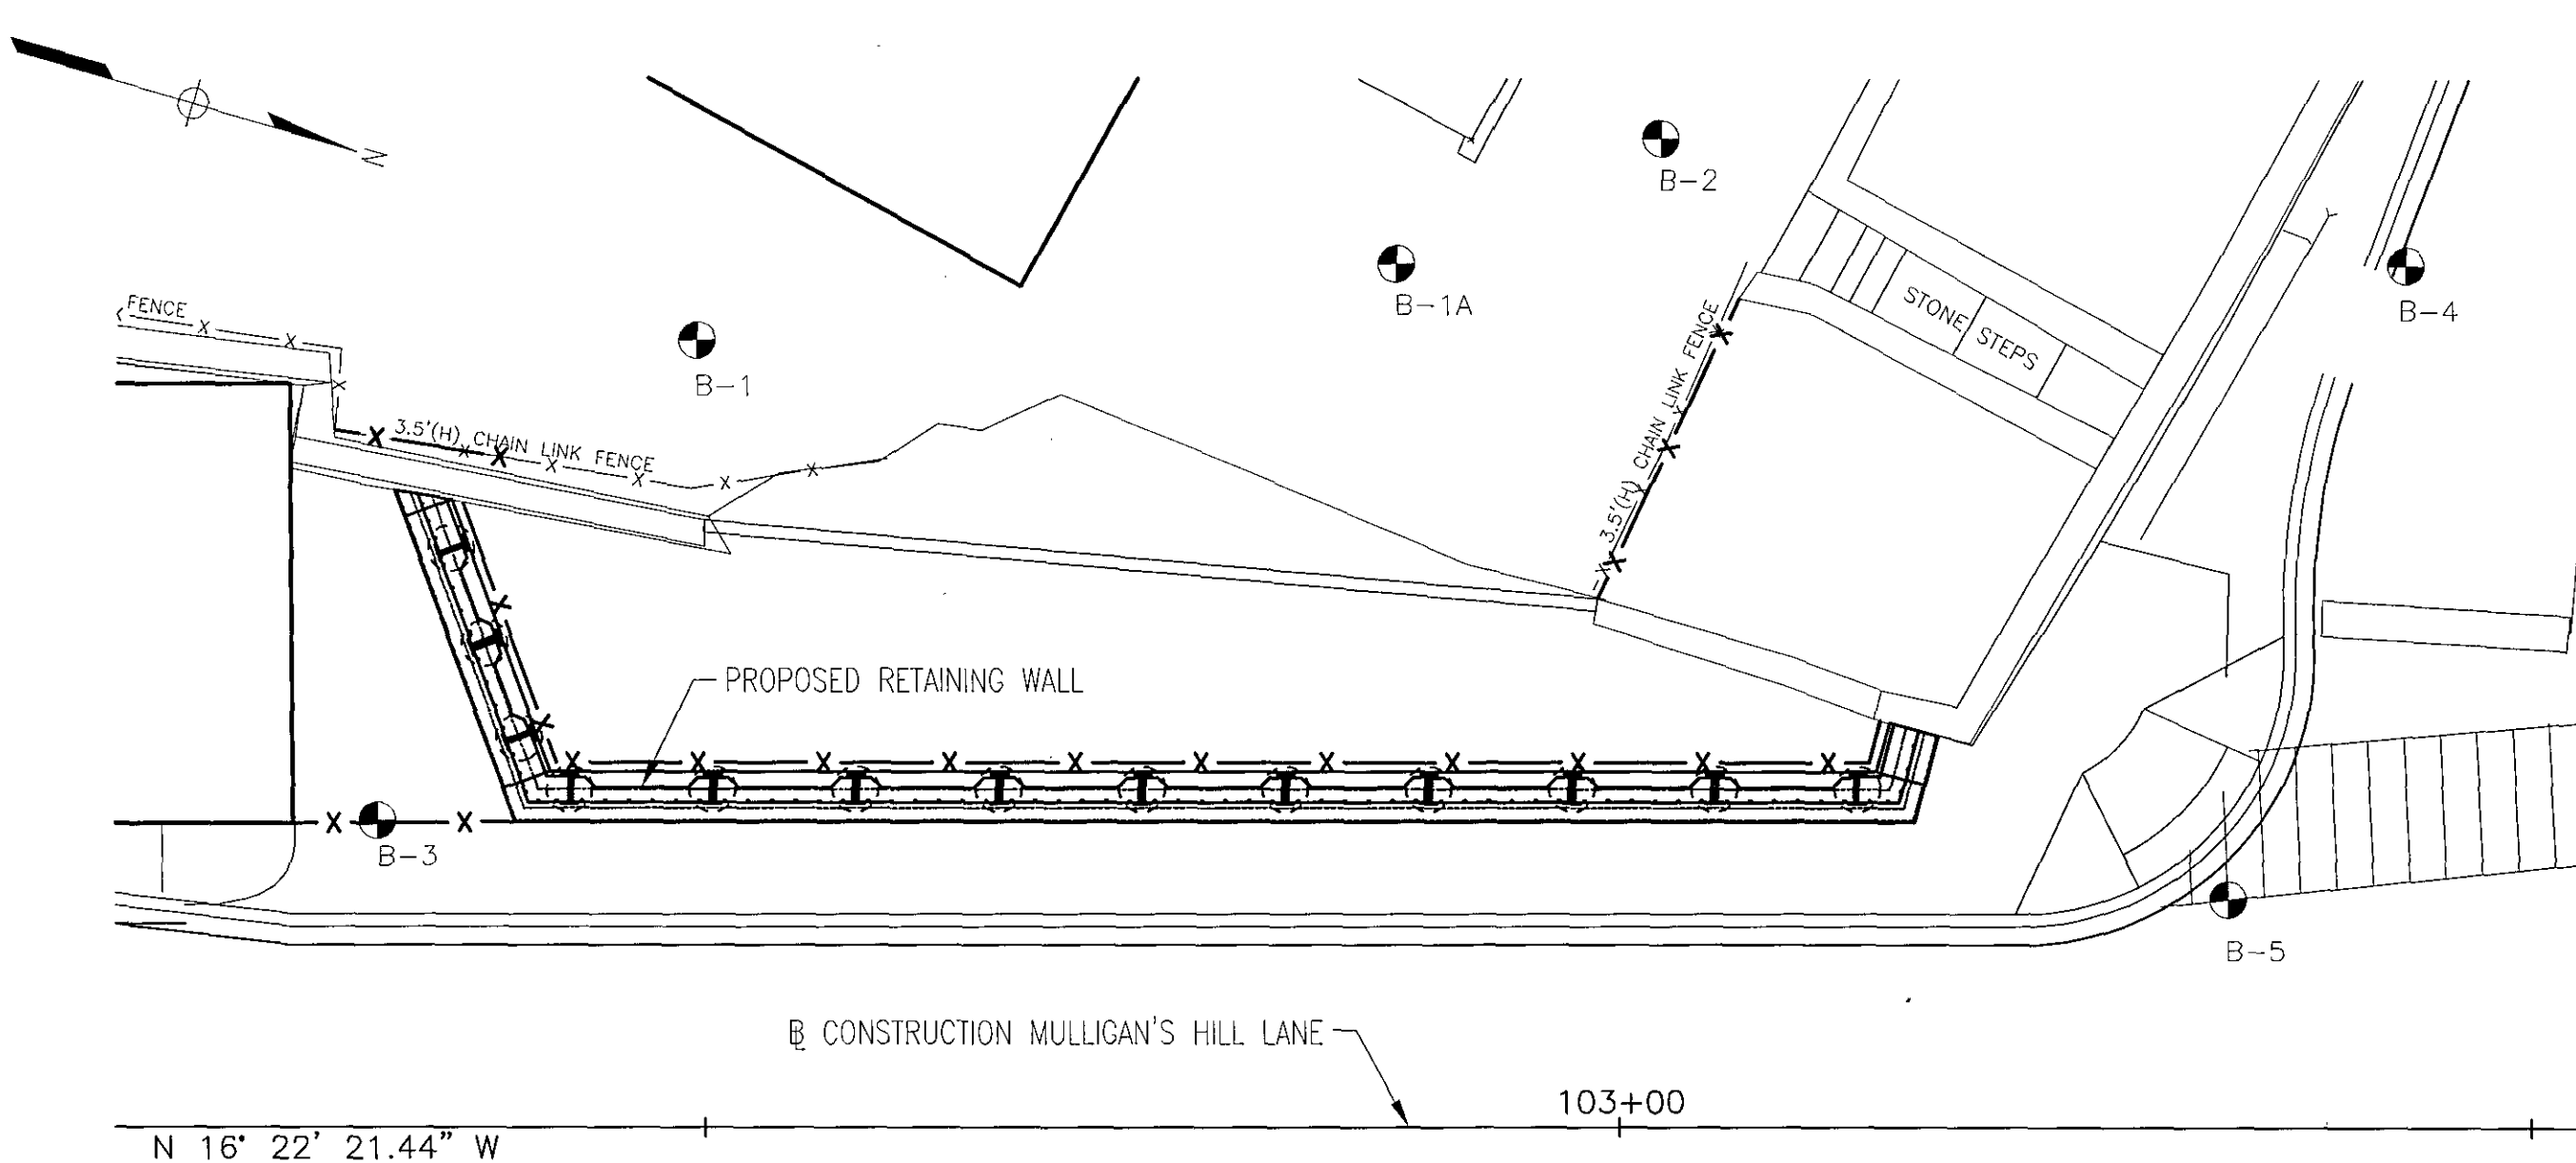 N
B-2
B-1A
B-4
FENCE
B-1
STONE STEPS
3.5'(H) CHAIN LINK FENCE
3.5'(H) CHAIN LINK FENCE
PROPOSED RETAINING WALL
B-3
B-5
℔ CONSTRUCTION MULLIGAN'S HILL LANE
103+00
N 16° 22' 21.44" W